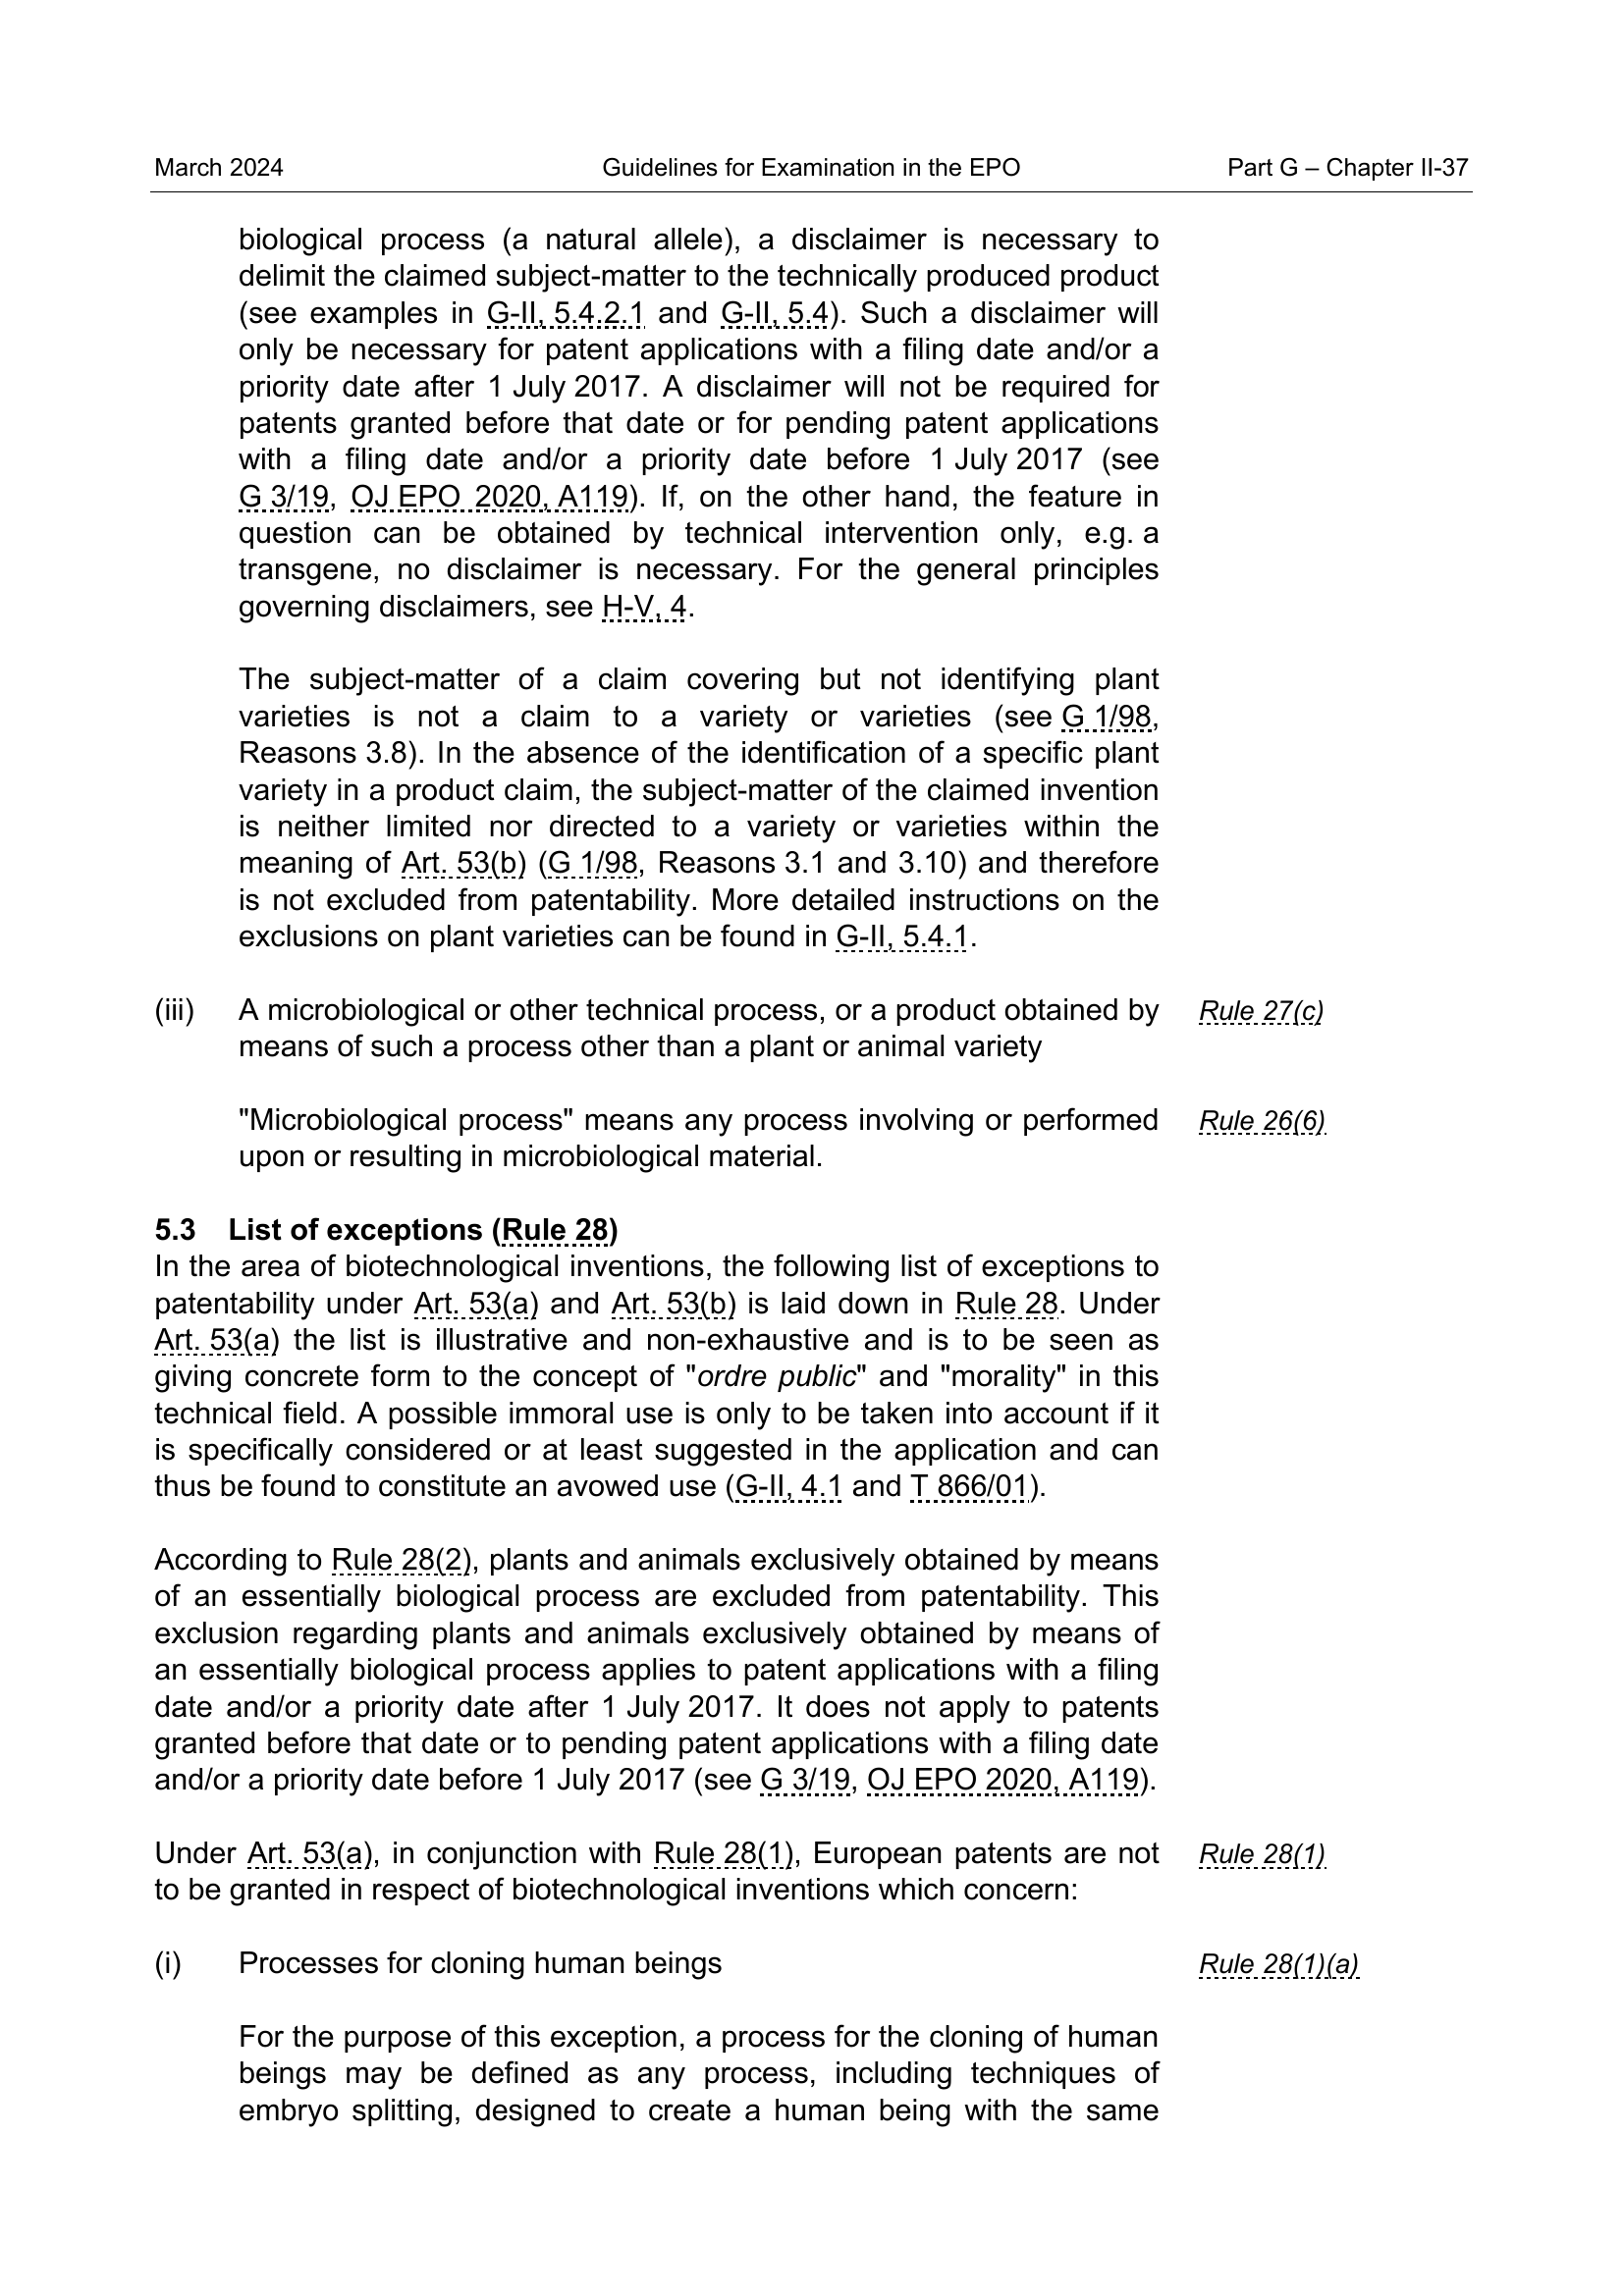 March 2024 Guidelines for Examination in the EPO Part G – Chapter II-37
biological process (a natural allele), a disclaimer is necessary to
delimit the claimed subject-matter to the technically produced product
(see examples in G-II, 5.4.2.1 and G-II, 5.4). Such a disclaimer will
only be necessary for patent applications with a filing date and/or a
priority date after 1 July 2017. A disclaimer will not be required for
patents granted before that date or for pending patent applications
with a filing date and/or a priority date before 1 July 2017 (see
G 3/19, OJ EPO 2020, A119). If, on the other hand, the feature in
question can be obtained by technical intervention only, e.g. a
transgene, no disclaimer is necessary. For the general principles
governing disclaimers, see H-V, 4.
The subject-matter of a claim covering but not identifying plant
varieties is not a claim to a variety or varieties (see G 1/98,
Reasons 3.8). In the absence of the identification of a specific plant
variety in a product claim, the subject-matter of the claimed invention
is neither limited nor directed to a variety or varieties within the
meaning of Art. 53(b) (G 1/98, Reasons 3.1 and 3.10) and therefore
is not excluded from patentability. More detailed instructions on the
exclusions on plant varieties can be found in G-II, 5.4.1.
(iii) A microbiological or other technical process, or a product obtained by Rule 27(c)
means of such a process other than a plant or animal variety
"Microbiological process" means any process involving or performed Rule 26(6)
upon or resulting in microbiological material.
5.3 List of exceptions (Rule 28)
In the area of biotechnological inventions, the following list of exceptions to
patentability under Art. 53(a) and Art. 53(b) is laid down in Rule 28. Under
Art. 53(a) the list is illustrative and non-exhaustive and is to be seen as
giving concrete form to the concept of "ordre public" and "morality" in this
technical field. A possible immoral use is only to be taken into account if it
is specifically considered or at least suggested in the application and can
thus be found to constitute an avowed use (G-II, 4.1 and T 866/01).
According to Rule 28(2), plants and animals exclusively obtained by means
of an essentially biological process are excluded from patentability. This
exclusion regarding plants and animals exclusively obtained by means of
an essentially biological process applies to patent applications with a filing
date and/or a priority date after 1 July 2017. It does not apply to patents
granted before that date or to pending patent applications with a filing date
and/or a priority date before 1 July 2017 (see G 3/19, OJ EPO 2020, A119).
Under Art. 53(a), in conjunction with Rule 28(1), European patents are not Rule 28(1)
to be granted in respect of biotechnological inventions which concern:
(i) Processes for cloning human beings Rule 28(1)(a)
For the purpose of this exception, a process for the cloning of human
beings may be defined as any process, including techniques of
embryo splitting, designed to create a human being with the same